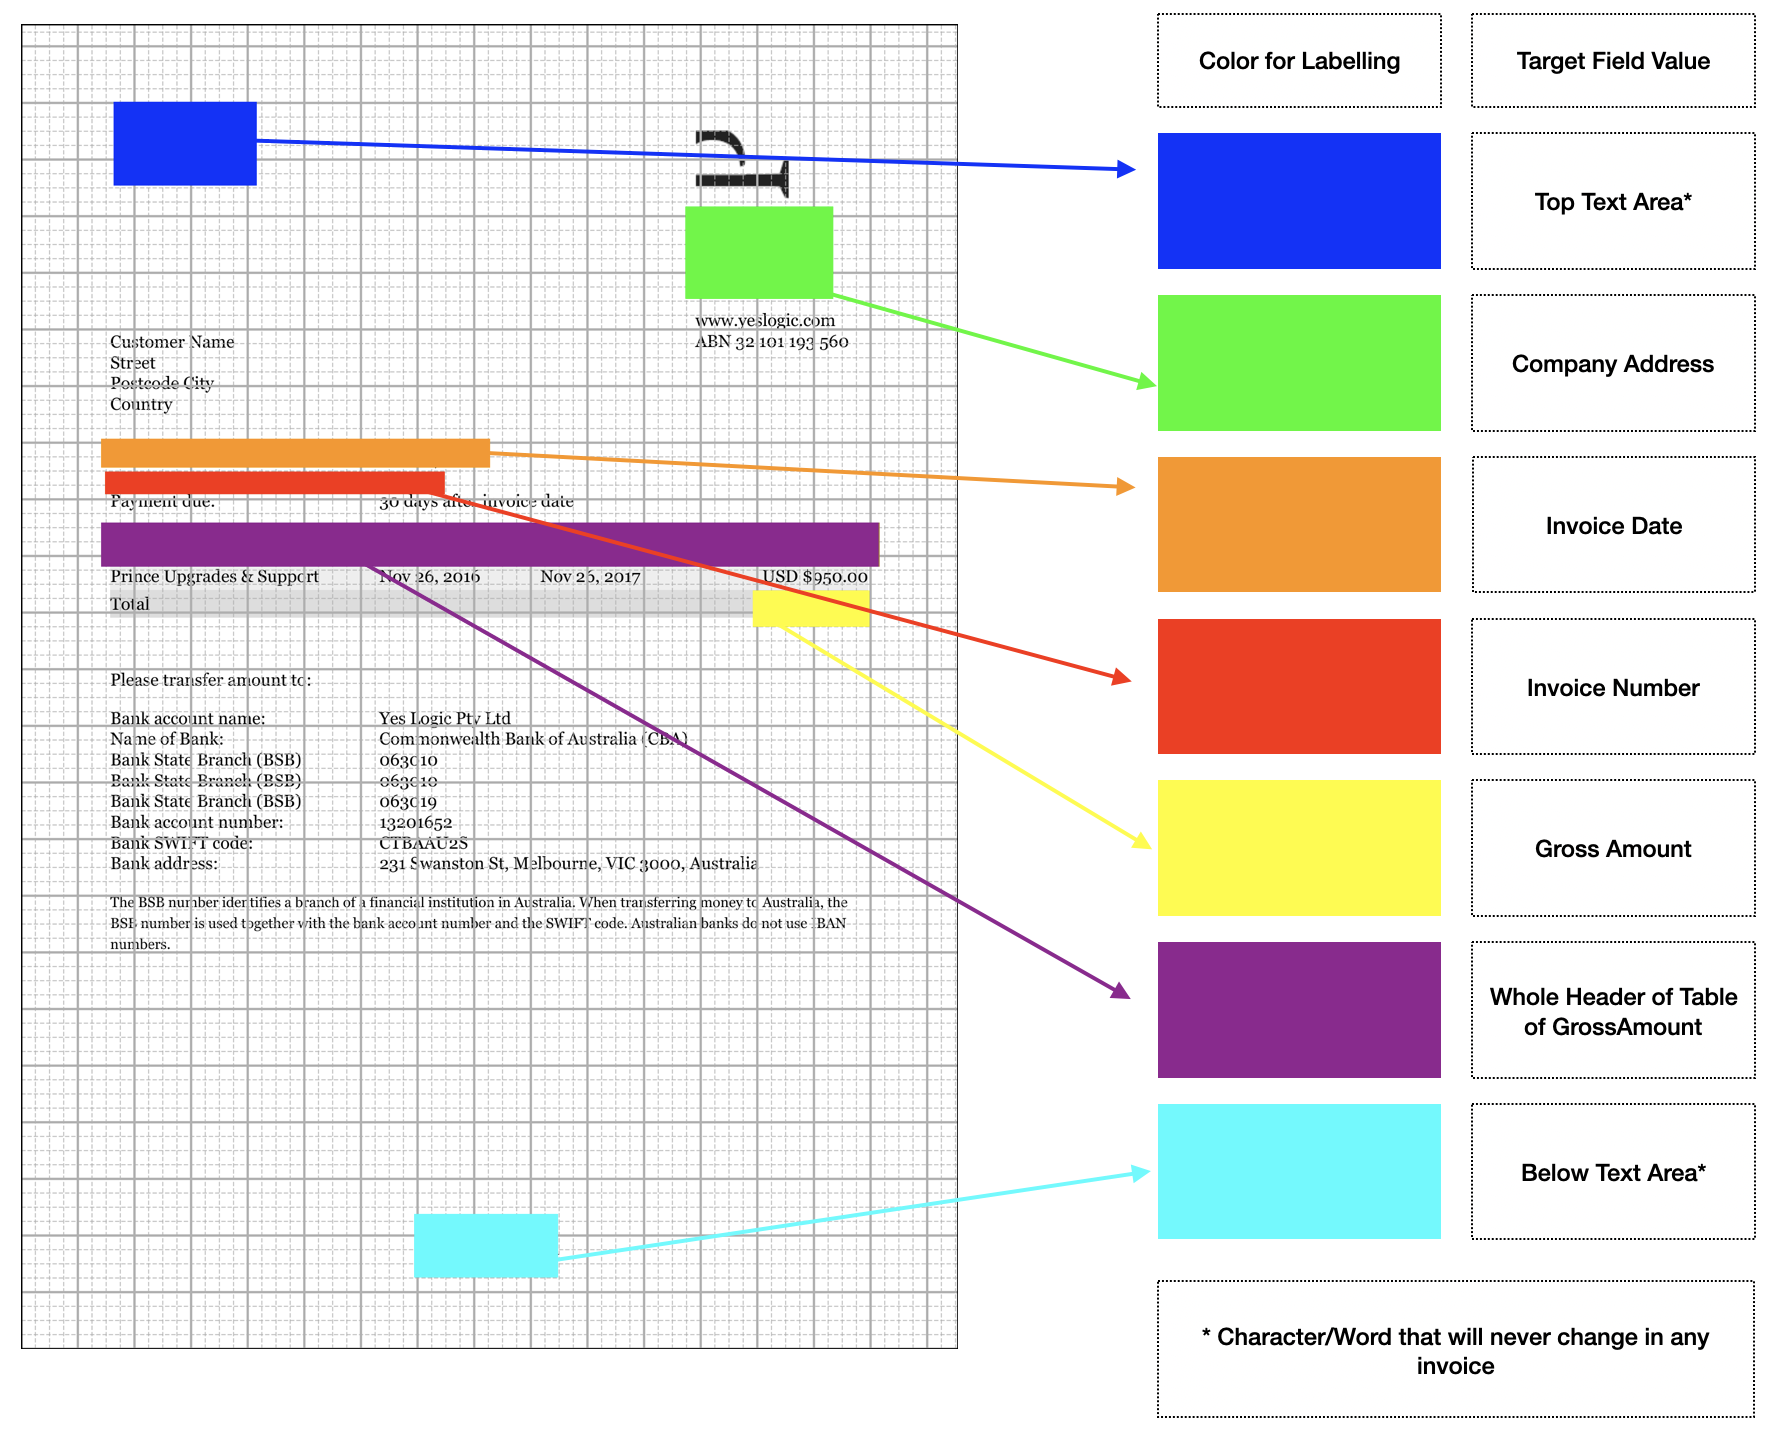 www.yeslogic.com
ABN 32 101 193 560
Customer Name
Street
Postcode City
Country
Payment due: 30 days after invoice date
Prince Upgrades & Support Nov 26, 2016 Nov 26, 2017 USD $950.00
Total
Please transfer amount to:
Bank account name: Yes Logic Pty Ltd
Name of Bank: Commonwealth Bank of Australia (CBA)
Bank State Branch (BSB) 063010
Bank State Branch (BSB) 063010
Bank State Branch (BSB) 063019
Bank account number: 13201652
Bank SWIFT code: CTBAAU2S
Bank address: 231 Swanston St, Melbourne, VIC 3000, Australia
The BSB number identifies a branch of a financial institution in Australia. When transferring money to Australia, the
BSB number is used together with the bank account number and the SWIFT code. Australian banks do not use IBAN
numbers.
Color for Labelling
Target Field Value
Top Text Area*
Company Address
Invoice Date
Invoice Number
Gross Amount
Whole Header of Table
of GrossAmount
Below Text Area*
* Character/Word that will never change in any
invoice